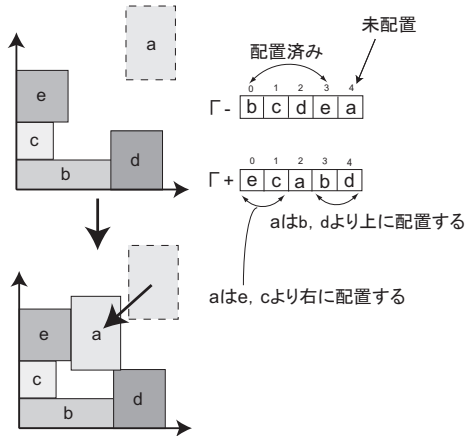 a
未配置
配置済み
e
0 1 2 3 4
Γ- b c d e a
c
b
d
0 1 2 3 4
Γ+ e c a b d
aはb, dより上に配置する
aはe, cより右に配置する
e
a
c
b
d